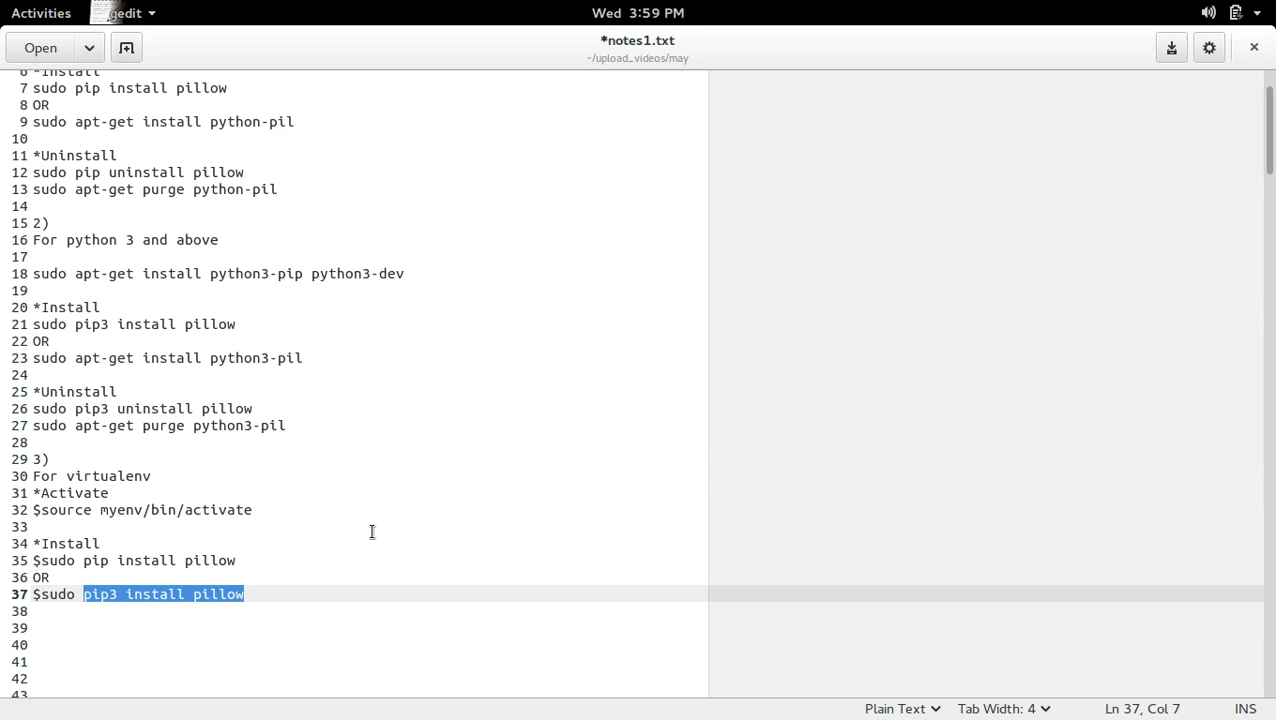 Activities gedit Wed 3:59 PM
Open *notes1.txt
~/upload_videos/may
6 *Install
7 sudo pip install pillow
8 OR
9 sudo apt-get install python-pil
10
11 *Uninstall
12 sudo pip uninstall pillow
13 sudo apt-get purge python-pil
14
15 2)
16 For python 3 and above
17
18 sudo apt-get install python3-pip python3-dev
19
20 *Install
21 sudo pip3 install pillow
22 OR
23 sudo apt-get install python3-pil
24
25 *Uninstall
26 sudo pip3 uninstall pillow
27 sudo apt-get purge python3-pil
28
29 3)
30 For virtualenv
31 *Activate
32 $source myenv/bin/activate
33
34 *Install
35 $sudo pip install pillow
36 OR
37 $sudo pip3 install pillow
38
39
40
41
42
43
Plain Text Tab Width: 4 Ln 37, Col 7 INS